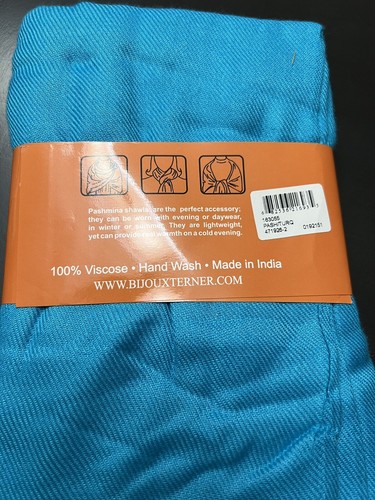 Pashmina shawls are the perfect accessory;
they can be worn with evening or daywear,
in winter or summer. They are lightweight,
yet can provide real warmth on a cold evening.
163055
PASH/TURQ
471926-2 0192151
100% Viscose • Hand Wash • Made in India
WWW.BIJOUXTERNER.COM